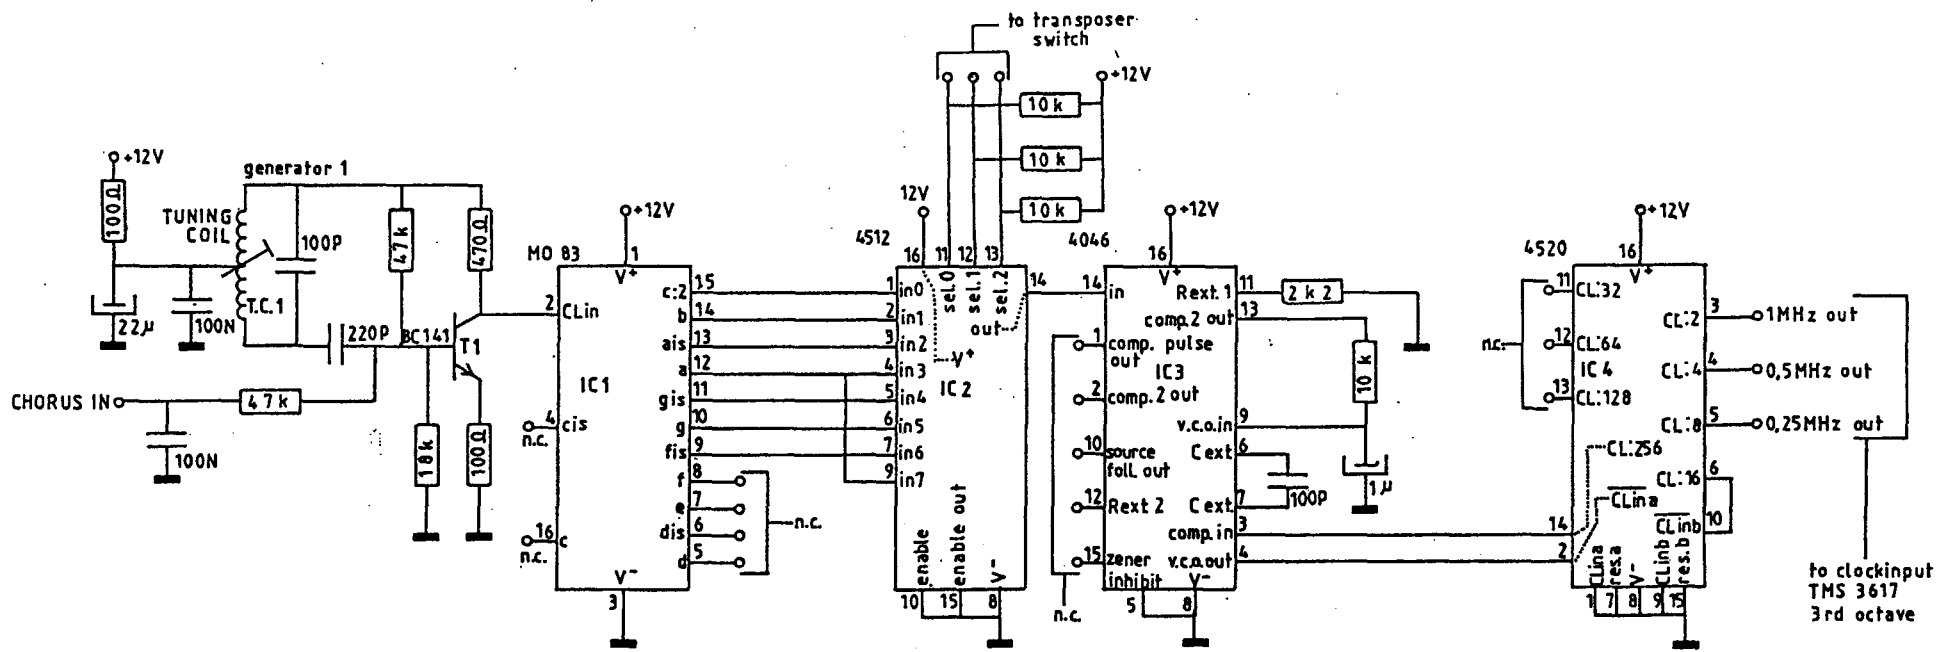 to transposer
switch
+12V
10k
10k
10k
+12V
100Ω
22µ
100N
generator 1
TUNING
COIL
T.C.1
100P
220P
47k
470Ω
BC141
T1
CHORUS IN
47k
100N
18k
100Ω
MO 83
+12V
1
V+
2
CLin
IC1
4
cis
n.c.
16
c
n.c.
V-
3
c:2
15
b
14
ais
13
a
12
gis
11
g
10
fis
9
f
8
e
7
dis
6
d
5
n.c.
4512
12V
16
11
12
13
sel.0
sel.1
sel.2
14
out
V+
IC 2
1
in0
2
in1
3
in2
4
in3
5
in4
6
in5
7
in6
9
in7
enable
enable out
V-
10
15
8
4046
+12V
16
V+
14
in
1
comp. pulse
out
IC3
2
comp.2 out
10
source
foll. out
12
Rext 2
15
zener
inhibit
n.c.
V-
5
8
Rext.1
11
2k2
comp.2 out
13
10k
v.c.o.in
9
1µ
C ext
6
100P
C ext
7
comp.in
3
v.c.o.out
4
4520
+12V
16
V+
11
CL:32
12
CL:64
IC 4
13
CL:128
n.c.
CL:2
3
1MHz out
CL:4
4
0,5MHz out
CL:8
5
0,25MHz out
CL:256
CL:16
6
CLina
CLinb
10
14
2
CLina
res.a
V-
CLinb
res.b
1
7
8
9
15
to clockinput
TMS 3617
3rd octave